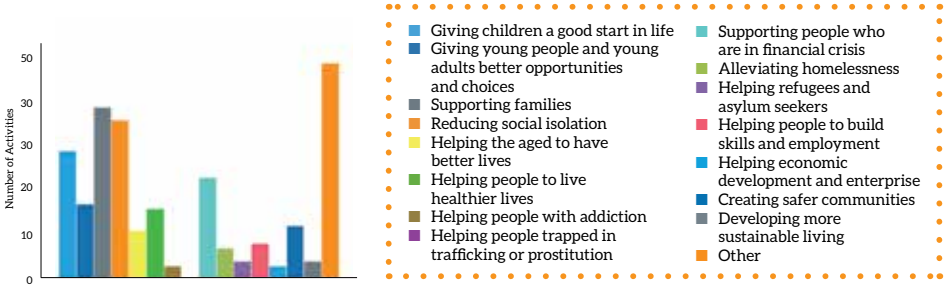 Number of Activities
50
30
30
20
10
0
Giving children a good start in life
Giving young people and young
adults better opportunities
and choices
Supporting families
Reducing social isolation
Helping the aged to have
better lives
Helping people to live
healthier lives
Helping people with addiction
Helping people trapped in
trafficking or prostitution
Supporting people who
are in financial crisis
Alleviating homelessness
Helping refugees and
asylum seekers
Helping people to build
skills and employment
Helping economic
development and enterprise
Creating safer communities
Developing more
sustainable living
Other